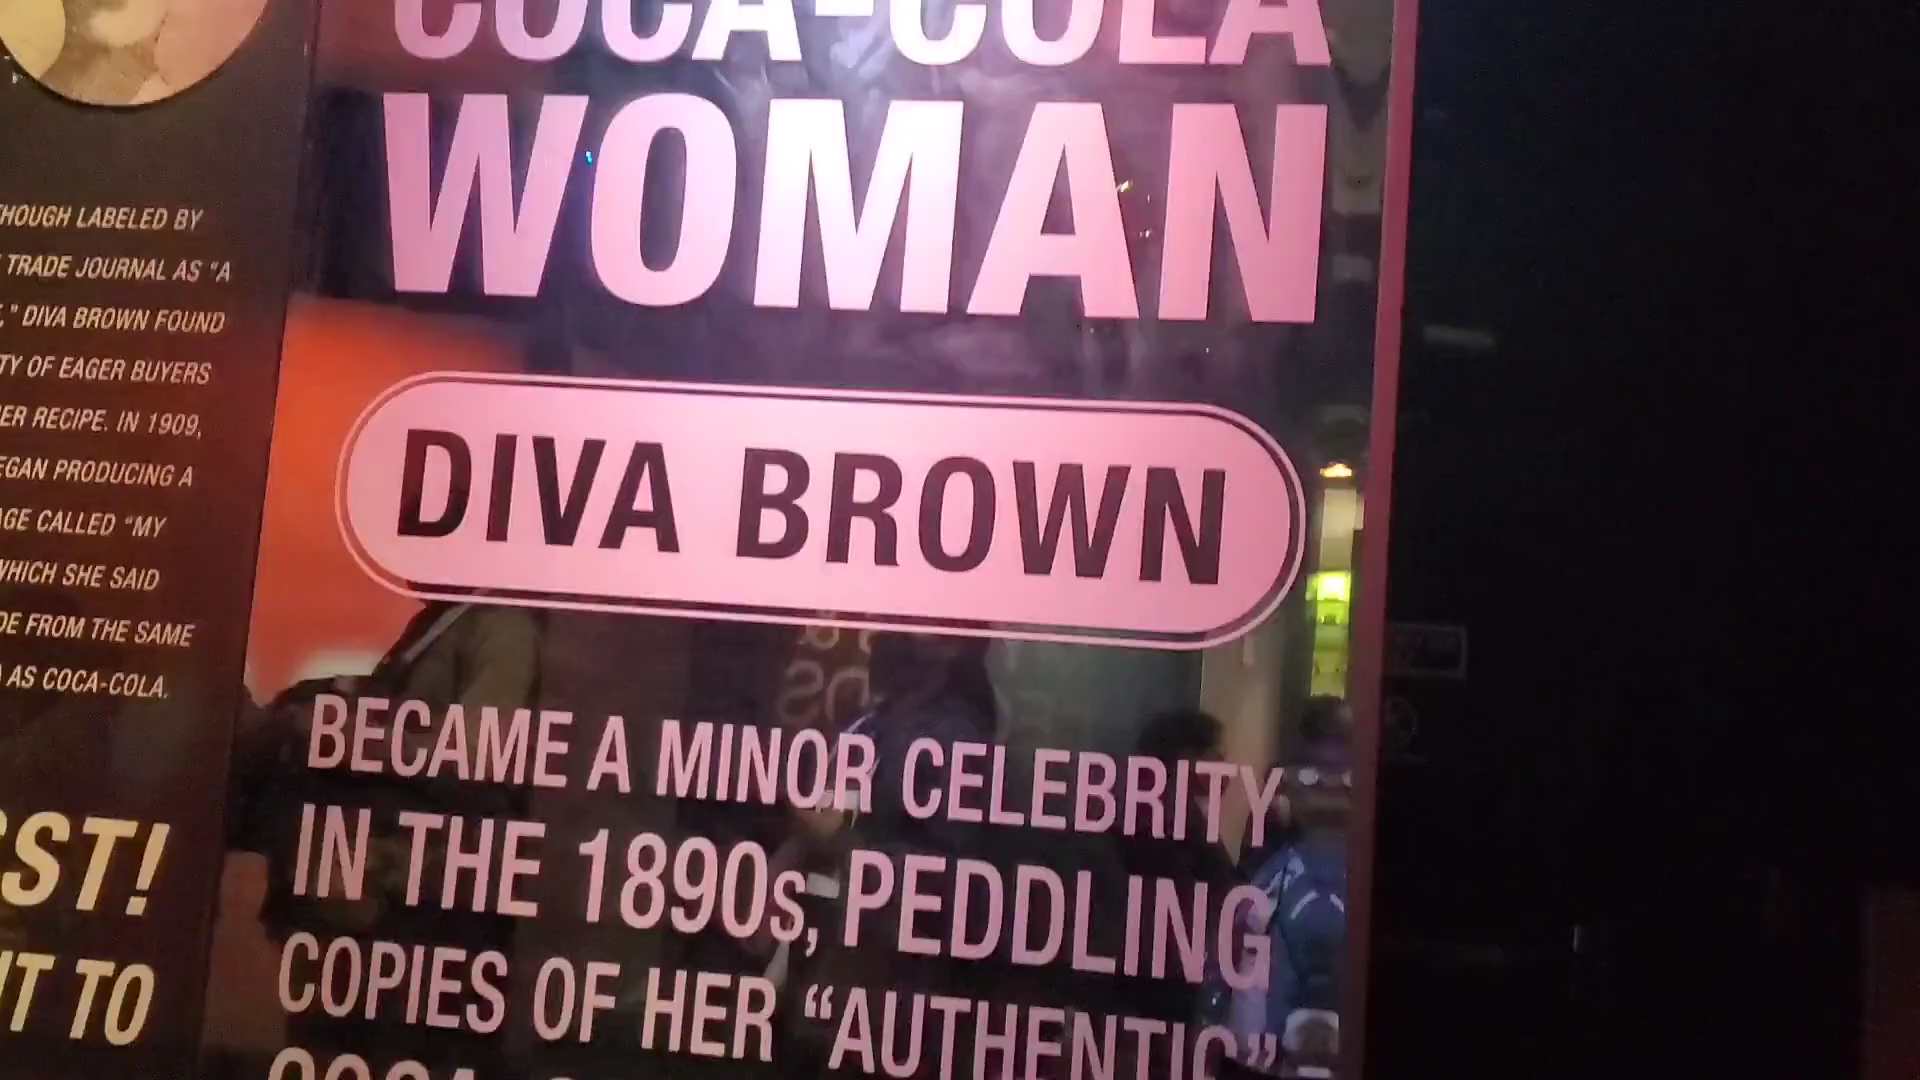 COCA-COLA
WOMAN
DIVA BROWN
BECAME A MINOR CELEBRITY
IN THE 1890s, PEDDLING
COPIES OF HER “AUTHENTIC”
LABELED BY
TRADE JOURNAL AS “A
” DIVA BROWN FOUND
OF EAGER BUYERS
RECIPE. IN 1909,
PRODUCING A
CALLED “MY
WHICH SHE SAID
FROM THE SAME
AS COCA-COLA.
TO